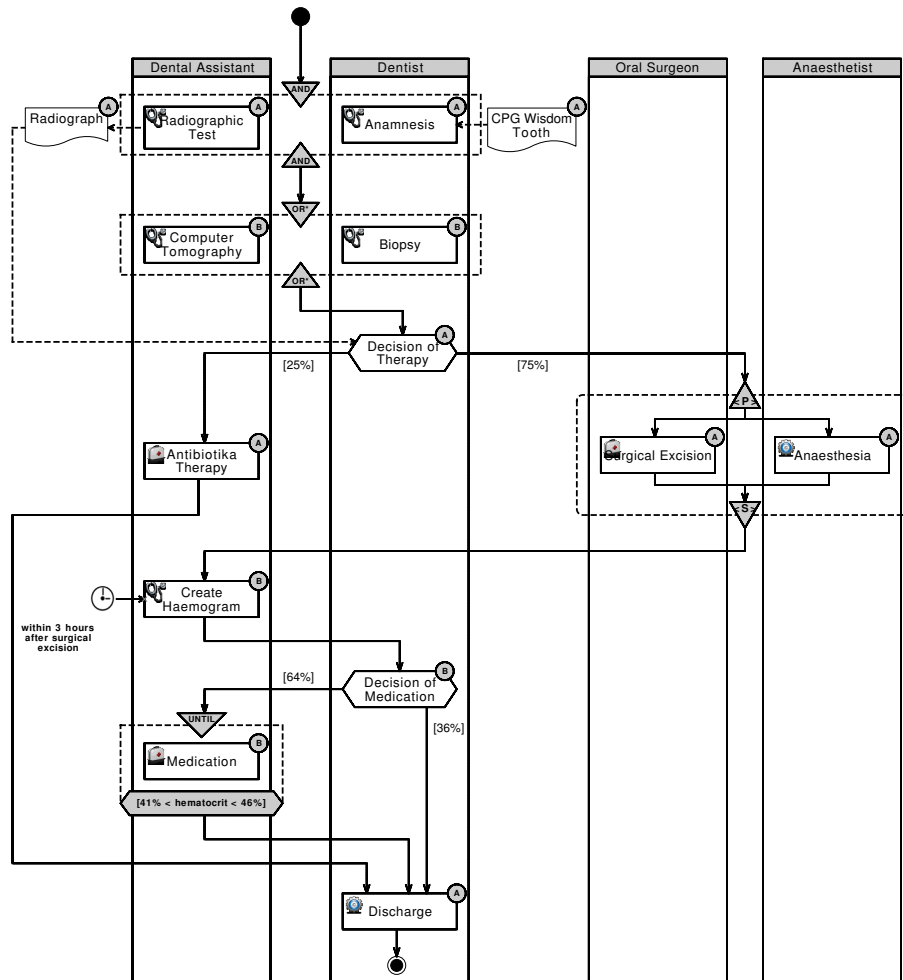 Dental Assistant
Dentist
Oral Surgeon
Anaesthetist
AND
A
Radiograph
A
Radiographic
Test
A
Anamnesis
A
CPG Wisdom
Tooth
AND
OR*
B
Computer
Tomography
B
Biopsy
OR*
A
Decision of
Therapy
[25%]
[75%]
<P>
A
Antibiotika
Therapy
A
Surgical Excision
A
Anaesthesia
<S>
B
Create
Haemogram
within 3 hours
after surgical
excision
B
Decision of
Medication
[64%]
[36%]
UNTIL
B
Medication
[41% < hematocrit < 46%]
A
Discharge